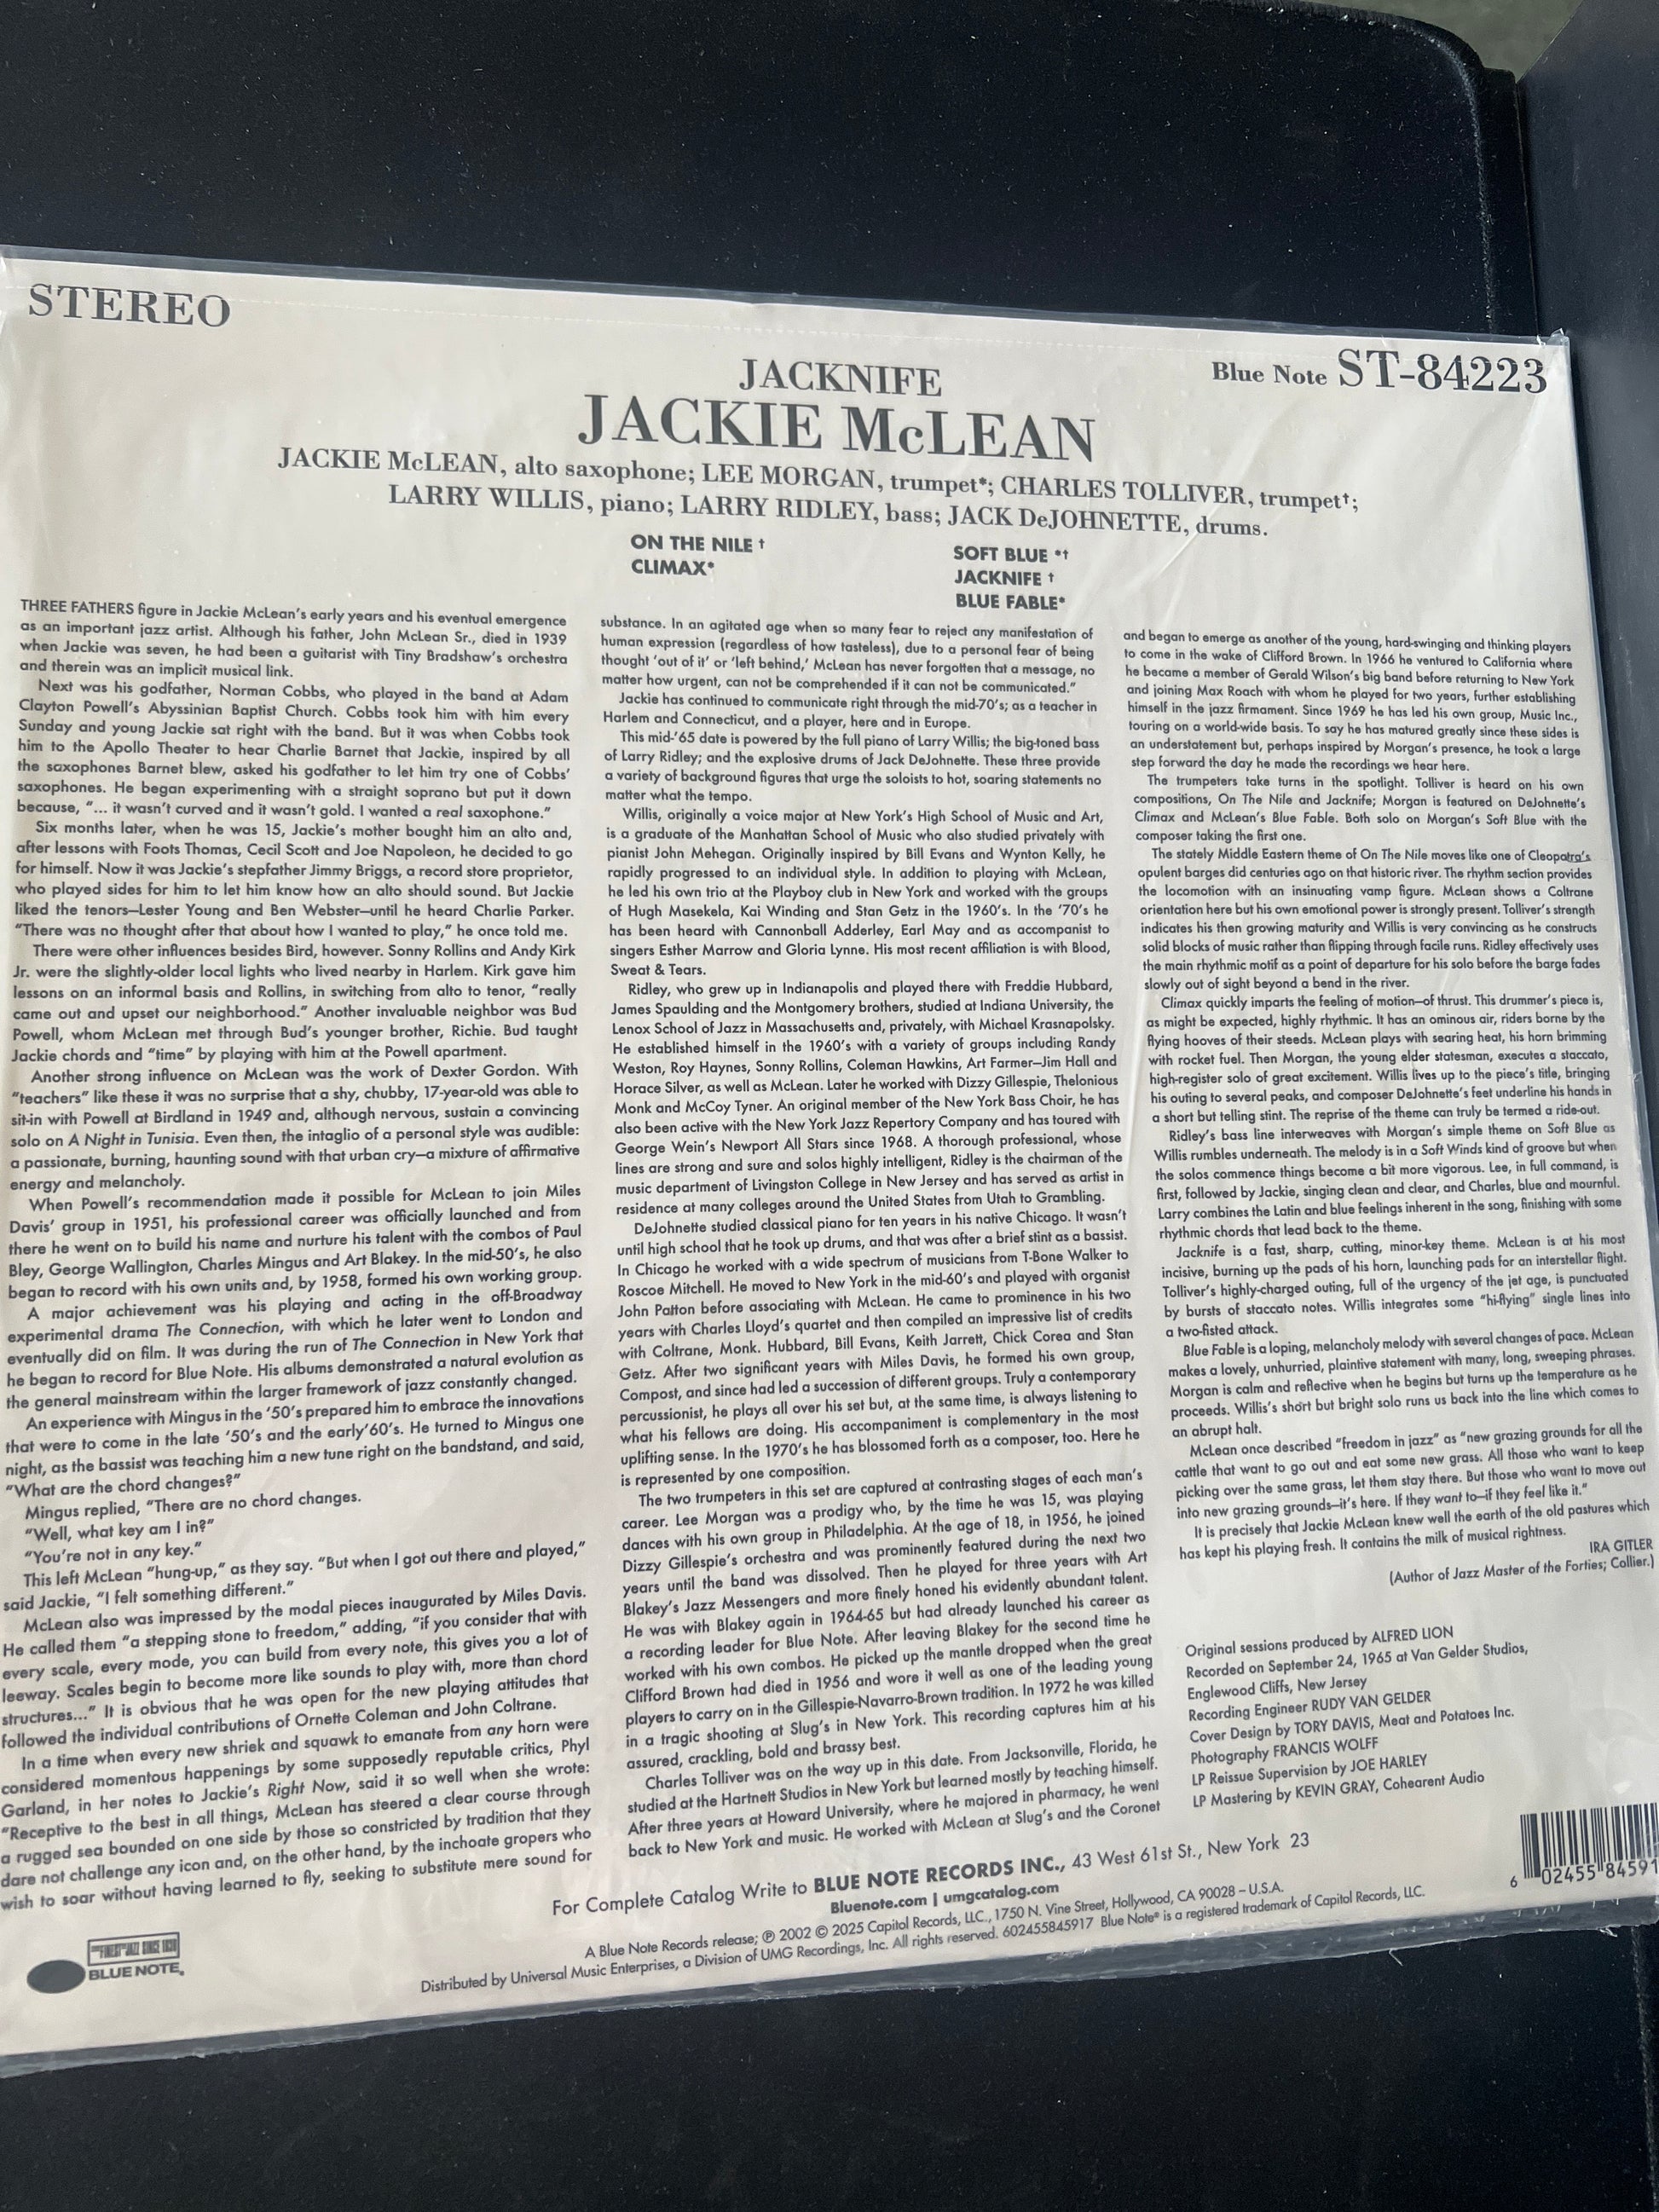 STEREO
Blue Note ST-84223
JACKNIFE
JACKIE McLEAN
JACKIE McLEAN, alto saxophone; LEE MORGAN, trumpet*; CHARLES TOLLIVER, trumpet†;
LARRY WILLIS, piano; LARRY RIDLEY, bass; JACK DeJOHNETTE, drums.
ON THE NILE †
CLIMAX*
SOFT BLUE *†
JACKNIFE †
BLUE FABLE*
THREE FATHERS figure in Jackie McLean's early years and his eventual emergence
as an important jazz artist. Although his father, John McLean Sr., died in 1939
when Jackie was seven, he had been a guitarist with Tiny Bradshaw's orchestra
and therein was an implicit musical link.
Next was his godfather, Norman Cobbs, who played in the band at Adam
Clayton Powell's Abyssinian Baptist Church. Cobbs took him with him every
Sunday and young Jackie sat right with the band. But it was when Cobbs took
him to the Apollo Theater to hear Charlie Barnet that Jackie, inspired by all
the saxophones Barnet blew, asked his godfather to let him try one of Cobbs'
saxophones. He began experimenting with a straight soprano but put it down
because, "... it wasn't curved and it wasn't gold. I wanted a real saxophone."
Six months later, when he was 15, Jackie's mother bought him an alto and,
after lessons with Foots Thomas, Cecil Scott and Joe Napoleon, he decided to go
for himself. Now it was Jackie's stepfather Jimmy Briggs, a record store proprietor,
who played sides for him to let him know how an alto should sound. But Jackie
liked the tenors—Lester Young and Ben Webster—until he heard Charlie Parker.
"There was no thought after that about how I wanted to play," he once told me.
There were other influences besides Bird, however. Sonny Rollins and Andy Kirk
Jr. were the slightly-older local lights who lived nearby in Harlem. Kirk gave him
lessons on an informal basis and Rollins, in switching from alto to tenor, "really
came out and upset our neighborhood." Another invaluable neighbor was Bud
Powell, whom McLean met through Bud's younger brother, Richie. Bud taught
Jackie chords and "time" by playing with him at the Powell apartment.
Another strong influence on McLean was the work of Dexter Gordon. With
"teachers" like these it was no surprise that a shy, chubby, 17-year-old was able to
sit-in with Powell at Birdland in 1949 and, although nervous, sustain a convincing
solo on A Night in Tunisia. Even then, the intaglio of a personal style was audible:
a passionate, burning, haunting sound with that urban cry—a mixture of affirmative
energy and melancholy.
When Powell's recommendation made it possible for McLean to join Miles
Davis' group in 1951, his professional career was officially launched and from
there he went on to build his name and nurture his talent with the combos of Paul
Bley, George Wallington, Charles Mingus and Art Blakey. In the mid-50's, he also
began to record with his own units and, by 1958, formed his own working group.
A major achievement was his playing and acting in the off-Broadway
experimental drama The Connection, with which he later went to London and
eventually did on film. It was during the run of The Connection in New York that
he began to record for Blue Note. His albums demonstrated a natural evolution as
the general mainstream within the larger framework of jazz constantly changed.
An experience with Mingus in the '50's prepared him to embrace the innovations
that were to come in the late '50's and the early'60's. He turned to Mingus one
night, as the bassist was teaching him a new tune right on the bandstand, and said,
"What are the chord changes?"
Mingus replied, "There are no chord changes.
"Well, what key am I in?"
"You're not in any key."
This left McLean "hung-up," as they say. "But when I got out there and played,"
said Jackie, "I felt something different."
McLean also was impressed by the modal pieces inaugurated by Miles Davis.
He called them "a stepping stone to freedom," adding, "if you consider that with
every scale, every mode, you can build from every note, this gives you a lot of
leeway. Scales begin to become more like sounds to play with, more than chord
structures..." It is obvious that he was open for the new playing attitudes that
followed the individual contributions of Ornette Coleman and John Coltrane.
In a time when every new shriek and squawk to emanate from any horn were
considered momentous happenings by some supposedly reputable critics, Phyl
Garland, in her notes to Jackie's Right Now, said it so well when she wrote:
"Receptive to the best in all things, McLean has steered a clear course through
a rugged sea bounded on one side by those so constricted by tradition that they
dare not challenge any icon and, on the other hand, by the inchoate gropers who
wish to soar without having learned to fly, seeking to substitute mere sound for
substance. In an agitated age when so many fear to reject any manifestation of
human expression (regardless of how tasteless), due to a personal fear of being
thought 'out of it' or 'left behind,' McLean has never forgotten that a message, no
matter how urgent, can not be comprehended if it can not be communicated."
Jackie has continued to communicate right through the mid-70's; as a teacher in
Harlem and Connecticut, and a player, here and in Europe.
This mid-'65 date is powered by the full piano of Larry Willis; the big-toned bass
of Larry Ridley; and the explosive drums of Jack DeJohnette. These three provide
a variety of background figures that urge the soloists to hot, soaring statements no
matter what the tempo.
Willis, originally a voice major at New York's High School of Music and Art,
is a graduate of the Manhattan School of Music who also studied privately with
pianist John Mehegan. Originally inspired by Bill Evans and Wynton Kelly, he
rapidly progressed to an individual style. In addition to playing with McLean,
he led his own trio at the Playboy club in New York and worked with the groups
of Hugh Masekela, Kai Winding and Stan Getz in the 1960's. In the '70's he
has been heard with Cannonball Adderley, Earl May and as accompanist to
singers Esther Marrow and Gloria Lynne. His most recent affiliation is with Blood,
Sweat & Tears.
Ridley, who grew up in Indianapolis and played there with Freddie Hubbard,
James Spaulding and the Montgomery brothers, studied at Indiana University, the
Lenox School of Jazz in Massachusetts and, privately, with Michael Krasnapolsky.
He established himself in the 1960's with a variety of groups including Randy
Weston, Roy Haynes, Sonny Rollins, Coleman Hawkins, Art Farmer—Jim Hall and
Horace Silver, as well as McLean. Later he worked with Dizzy Gillespie, Thelonious
Monk and McCoy Tyner. An original member of the New York Bass Choir, he has
also been active with the New York Jazz Repertory Company and has toured with
George Wein's Newport All Stars since 1968. A thorough professional, whose
lines are strong and sure and solos highly intelligent, Ridley is the chairman of the
music department of Livingston College in New Jersey and has served as artist in
residence at many colleges around the United States from Utah to Grambling.
DeJohnette studied classical piano for ten years in his native Chicago. It wasn't
until high school that he took up drums, and that was after a brief stint as a bassist.
In Chicago he worked with a wide spectrum of musicians from T-Bone Walker to
Roscoe Mitchell. He moved to New York in the mid-60's and played with organist
John Patton before associating with McLean. He came to prominence in his two
years with Charles Lloyd's quartet and then compiled an impressive list of credits
with Coltrane, Monk. Hubbard, Bill Evans, Keith Jarrett, Chick Corea and Stan
Getz. After two significant years with Miles Davis, he formed his own group,
Compost, and since had led a succession of different groups. Truly a contemporary
percussionist, he plays all over his set but, at the same time, is always listening to
what his fellows are doing. His accompaniment is complementary in the most
uplifting sense. In the 1970's he has blossomed forth as a composer, too. Here he
is represented by one composition.
The two trumpeters in this set are captured at contrasting stages of each man's
career. Lee Morgan was a prodigy who, by the time he was 15, was playing
dances with his own group in Philadelphia. At the age of 18, in 1956, he joined
Dizzy Gillespie's orchestra and was prominently featured during the next two
years until the band was dissolved. Then he played for three years with Art
Blakey's Jazz Messengers and more finely honed his evidently abundant talent.
He was with Blakey again in 1964-65 but had already launched his career as
a recording leader for Blue Note. After leaving Blakey for the second time he
worked with his own combos. He picked up the mantle dropped when the great
Clifford Brown had died in 1956 and wore it well as one of the leading young
players to carry on in the Gillespie-Navarro-Brown tradition. In 1972 he was killed
in a tragic shooting at Slug's in New York. This recording captures him at his
assured, crackling, bold and brassy best.
Charles Tolliver was on the way up in this date. From Jacksonville, Florida, he
studied at the Hartnett Studios in New York but learned mostly by teaching himself.
After three years at Howard University, where he majored in pharmacy, he went
back to New York and music. He worked with McLean at Slug's and the Coronet
and began to emerge as another of the young, hard-swinging and thinking players
to come in the wake of Clifford Brown. In 1966 he ventured to California where
he became a member of Gerald Wilson's big band before returning to New York
and joining Max Roach with whom he played for two years, further establishing
himself in the jazz firmament. Since 1969 he has led his own group, Music Inc.,
touring on a world-wide basis. To say he has matured greatly since these sides is
an understatement but, perhaps inspired by Morgan's presence, he took a large
step forward the day he made the recordings we hear here.
The trumpeters take turns in the spotlight. Tolliver is heard on his own
compositions, On The Nile and Jacknife; Morgan is featured on DeJohnette's
Climax and McLean's Blue Fable. Both solo on Morgan's Soft Blue with the
composer taking the first one.
The stately Middle Eastern theme of On The Nile moves like one of Cleopatra's
opulent barges did centuries ago on that historic river. The rhythm section provides
the locomotion with an insinuating vamp figure. McLean shows a Coltrane
orientation here but his own emotional power is strongly present. Tolliver's strength
indicates his then growing maturity and Willis is very convincing as he constructs
solid blocks of music rather than flipping through facile runs. Ridley effectively uses
the main rhythmic motif as a point of departure for his solo before the barge fades
slowly out of sight beyond a bend in the river.
Climax quickly imparts the feeling of motion—of thrust. This drummer's piece is,
as might be expected, highly rhythmic. It has an ominous air, riders borne by the
flying hooves of their steeds. McLean plays with searing heat, his horn brimming
with rocket fuel. Then Morgan, the young elder statesman, executes a staccato,
high-register solo of great excitement. Willis lives up to the piece's title, bringing
his outing to several peaks, and composer DeJohnette's feet underline his hands in
a short but telling stint. The reprise of the theme can truly be termed a ride-out.
Ridley's bass line interweaves with Morgan's simple theme on Soft Blue as
Willis rumbles underneath. The melody is in a Soft Winds kind of groove but when
the solos commence things become a bit more vigorous. Lee, in full command, is
first, followed by Jackie, singing clean and clear, and Charles, blue and mournful.
Larry combines the Latin and blue feelings inherent in the song, finishing with some
rhythmic chords that lead back to the theme.
Jacknife is a fast, sharp, cutting, minor-key theme. McLean is at his most
incisive, burning up the pads of his horn, launching pads for an interstellar flight.
Tolliver's highly-charged outing, full of the urgency of the jet age, is punctuated
by bursts of staccato notes. Willis integrates some "hi-flying" single lines into
a two-fisted attack.
Blue Fable is a loping, melancholy melody with several changes of pace. McLean
makes a lovely, unhurried, plaintive statement with many, long, sweeping phrases.
Morgan is calm and reflective when he begins but turns up the temperature as he
proceeds. Willis's short but bright solo runs us back into the line which comes to
an abrupt halt.
McLean once described "freedom in jazz" as "new grazing grounds for all the
cattle that want to go out and eat some new grass. All those who want to keep
picking over the same grass, let them stay there. But those who want to move out
into new grazing grounds—it's here. If they want to—if they feel like it."
It is precisely that Jackie McLean knew well the earth of the old pastures which
has kept his playing fresh. It contains the milk of musical rightness.
IRA GITLER
(Author of Jazz Master of the Forties; Collier.)
Original sessions produced by ALFRED LION
Recorded on September 24, 1965 at Van Gelder Studios,
Englewood Cliffs, New Jersey
Recording Engineer RUDY VAN GELDER
Cover Design by TORY DAVIS, Meat and Potatoes Inc.
Photography FRANCIS WOLFF
LP Reissue Supervision by JOE HARLEY
LP Mastering by KEVIN GRAY, Cohearent Audio
6 02455 84591
For Complete Catalog Write to BLUE NOTE RECORDS INC., 43 West 61st St., New York 23
Bluenote.com | umgcatalog.com
A Blue Note Records release; ℗ 2002 © 2025 Capitol Records, LLC., 1750 N. Vine Street, Hollywood, CA 90028 – U.S.A.
Distributed by Universal Music Enterprises, a Division of UMG Recordings, Inc. All rights reserved. 602455845917 Blue Note® is a registered trademark of Capitol Records, LLC.
"THE FINEST IN JAZZ SINCE 1939"
BLUE NOTE®